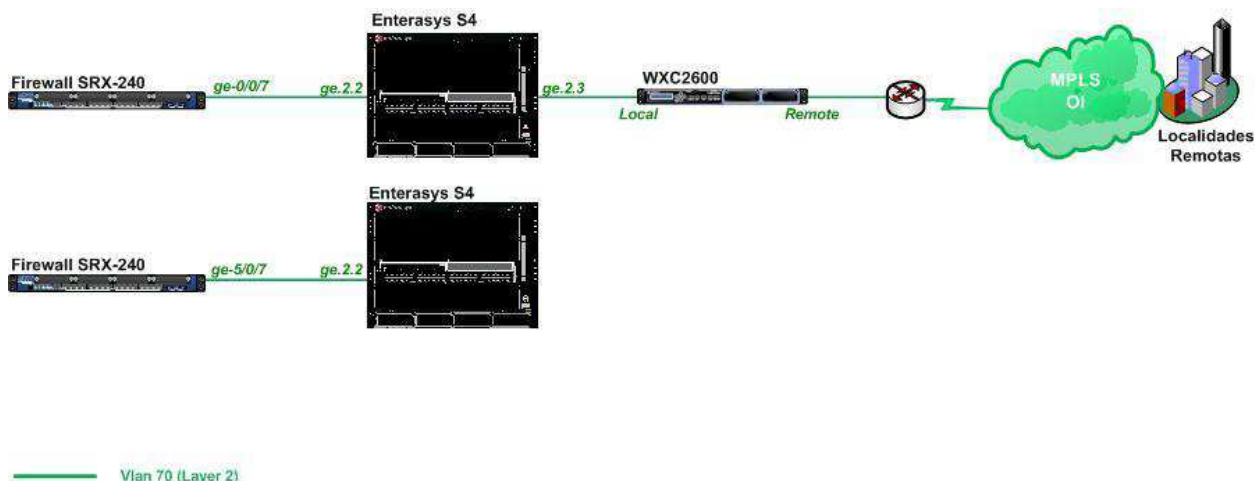 Enterasys S4
Firewall SRX-240
ge-0/0/7
ge.2.2
ge.2.3
WXC2600
Local
Remote
MPLS
OI
Localidades
Remotas
Enterasys S4
Firewall SRX-240
ge-5/0/7
ge.2.2
Vlan 70 (Layer 2)